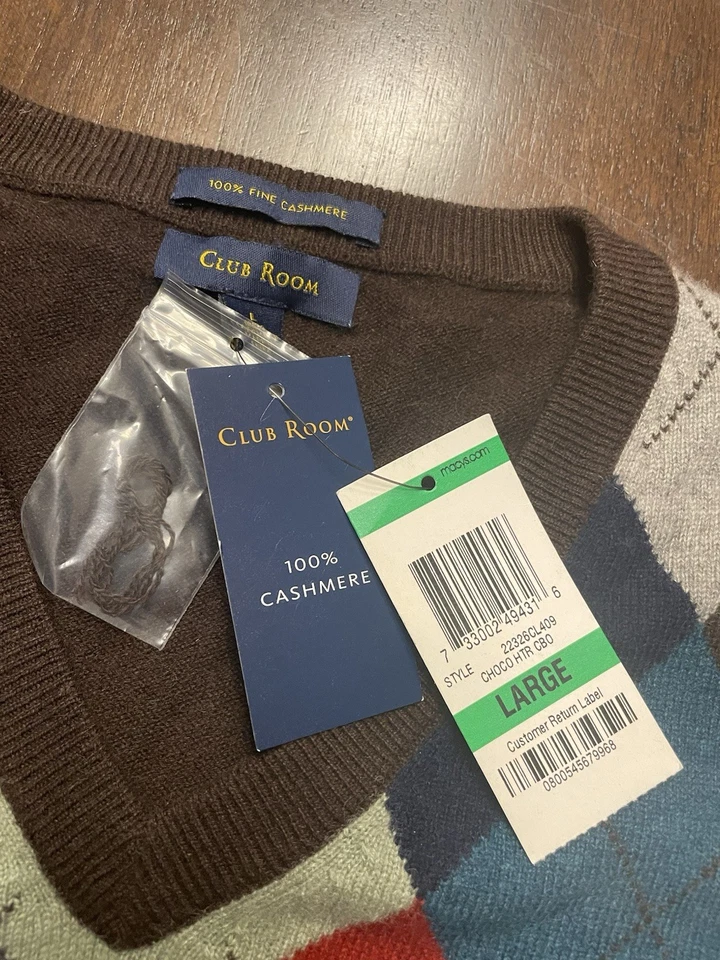 100% FINE CASHMERE
CLUB ROOM
L
CLUB ROOM®
100%
CASHMERE
macys.com
7 33002 49431 6
STYLE 22326CL409
CHOCO HTR CBO
LARGE
Customer Return Label
0800545679968